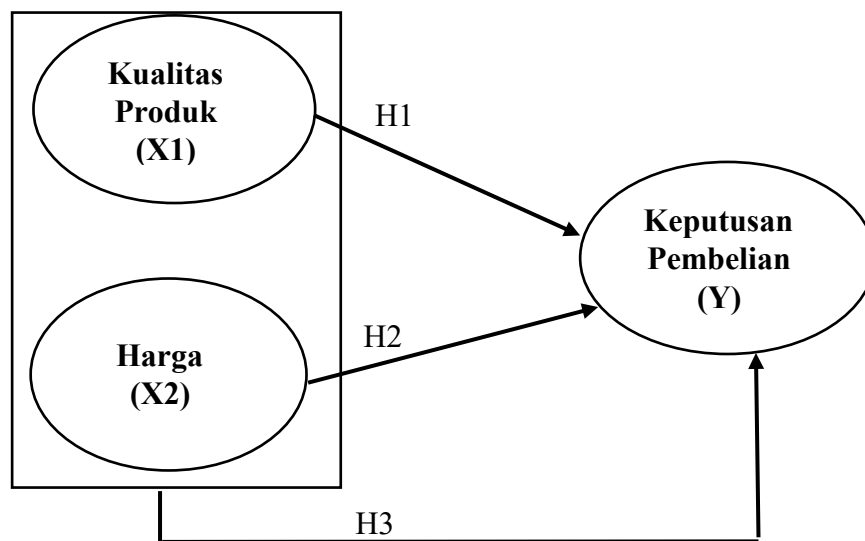 Kualitas
Produk
(X1)
H1
Keputusan
Pembelian
(Y)
H2
Harga
(X2)
H3